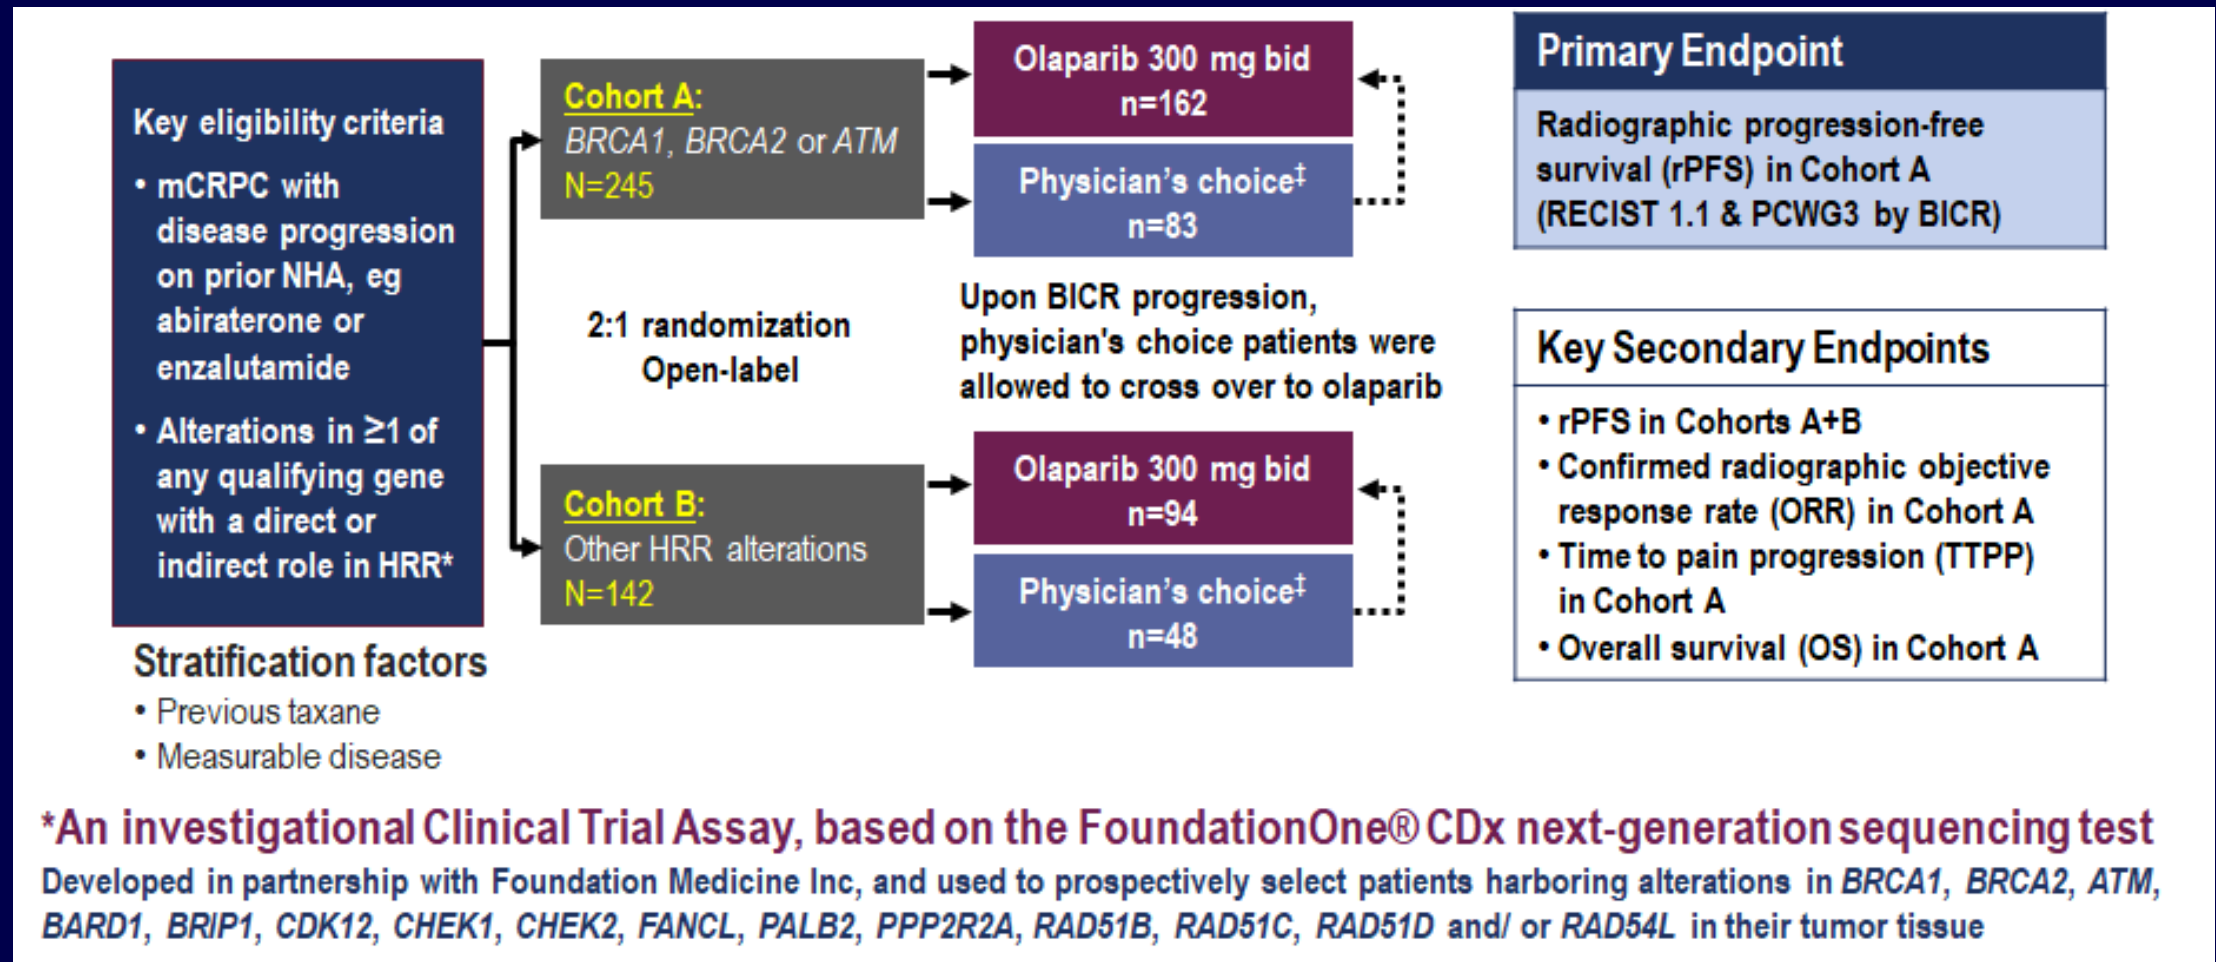 Key eligibility criteria
• mCRPC with
disease progression
on prior NHA, eg
abiraterone or
enzalutamide
• Alterations in ≥1 of
any qualifying gene
with a direct or
indirect role in HRR*
Stratification factors
• Previous taxane
• Measurable disease
Cohort A:
BRCA1, BRCA2 or ATM
N=245
2:1 randomization
Open-label
Cohort B:
Other HRR alterations
N=142
Olaparib 300 mg bid
n=162
Physician's choice‡
n=83
Upon BICR progression,
physician's choice patients were
allowed to cross over to olaparib
Olaparib 300 mg bid
n=94
Physician's choice‡
n=48
Primary Endpoint
Radiographic progression-free
survival (rPFS) in Cohort A
(RECIST 1.1 & PCWG3 by BICR)
Key Secondary Endpoints
• rPFS in Cohorts A+B
• Confirmed radiographic objective
response rate (ORR) in Cohort A
• Time to pain progression (TTPP)
in Cohort A
• Overall survival (OS) in Cohort A
*An investigational Clinical Trial Assay, based on the FoundationOne® CDx next-generation sequencing test
Developed in partnership with Foundation Medicine Inc, and used to prospectively select patients harboring alterations in BRCA1, BRCA2, ATM,
BARD1, BRIP1, CDK12, CHEK1, CHEK2, FANCL, PALB2, PPP2R2A, RAD51B, RAD51C, RAD51D and/ or RAD54L in their tumor tissue